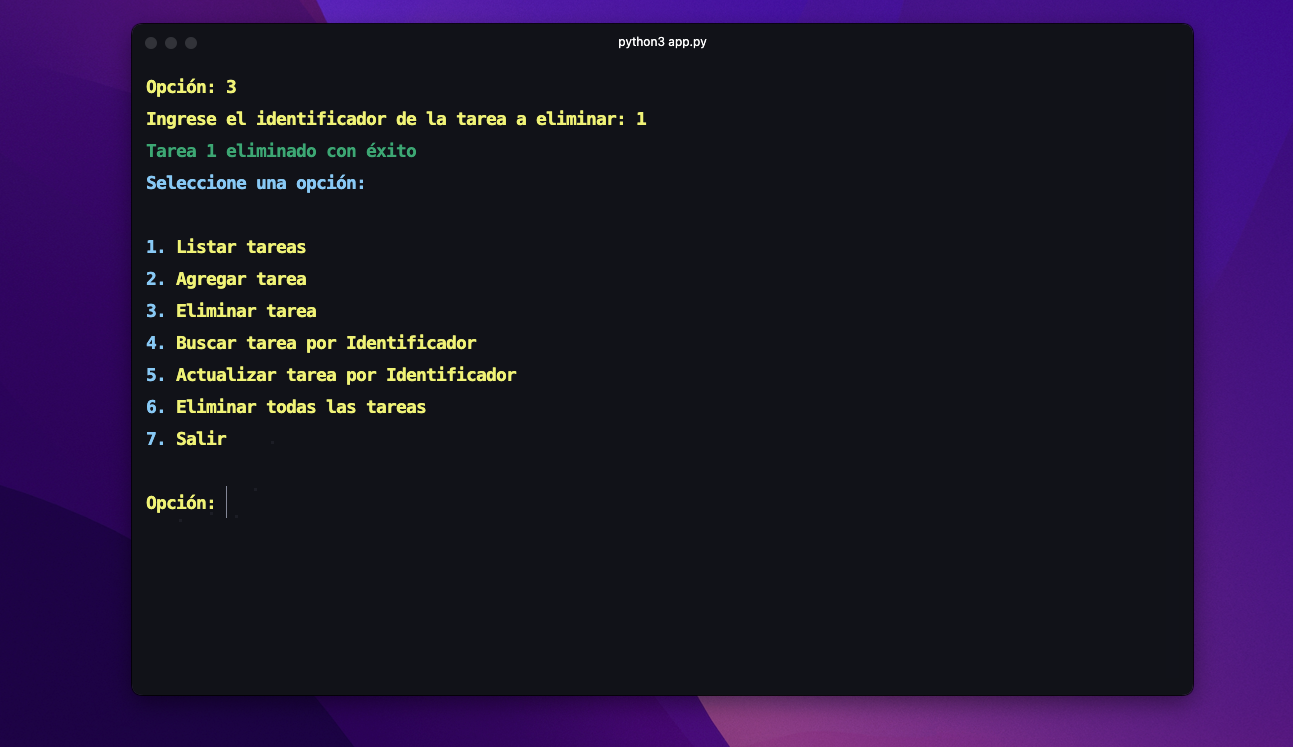 python3 app.py
Opción: 3
Ingrese el identificador de la tarea a eliminar: 1
Tarea 1 eliminado con éxito
Seleccione una opción:
1. Listar tareas
2. Agregar tarea
3. Eliminar tarea
4. Buscar tarea por Identificador
5. Actualizar tarea por Identificador
6. Eliminar todas las tareas
7. Salir
Opción: